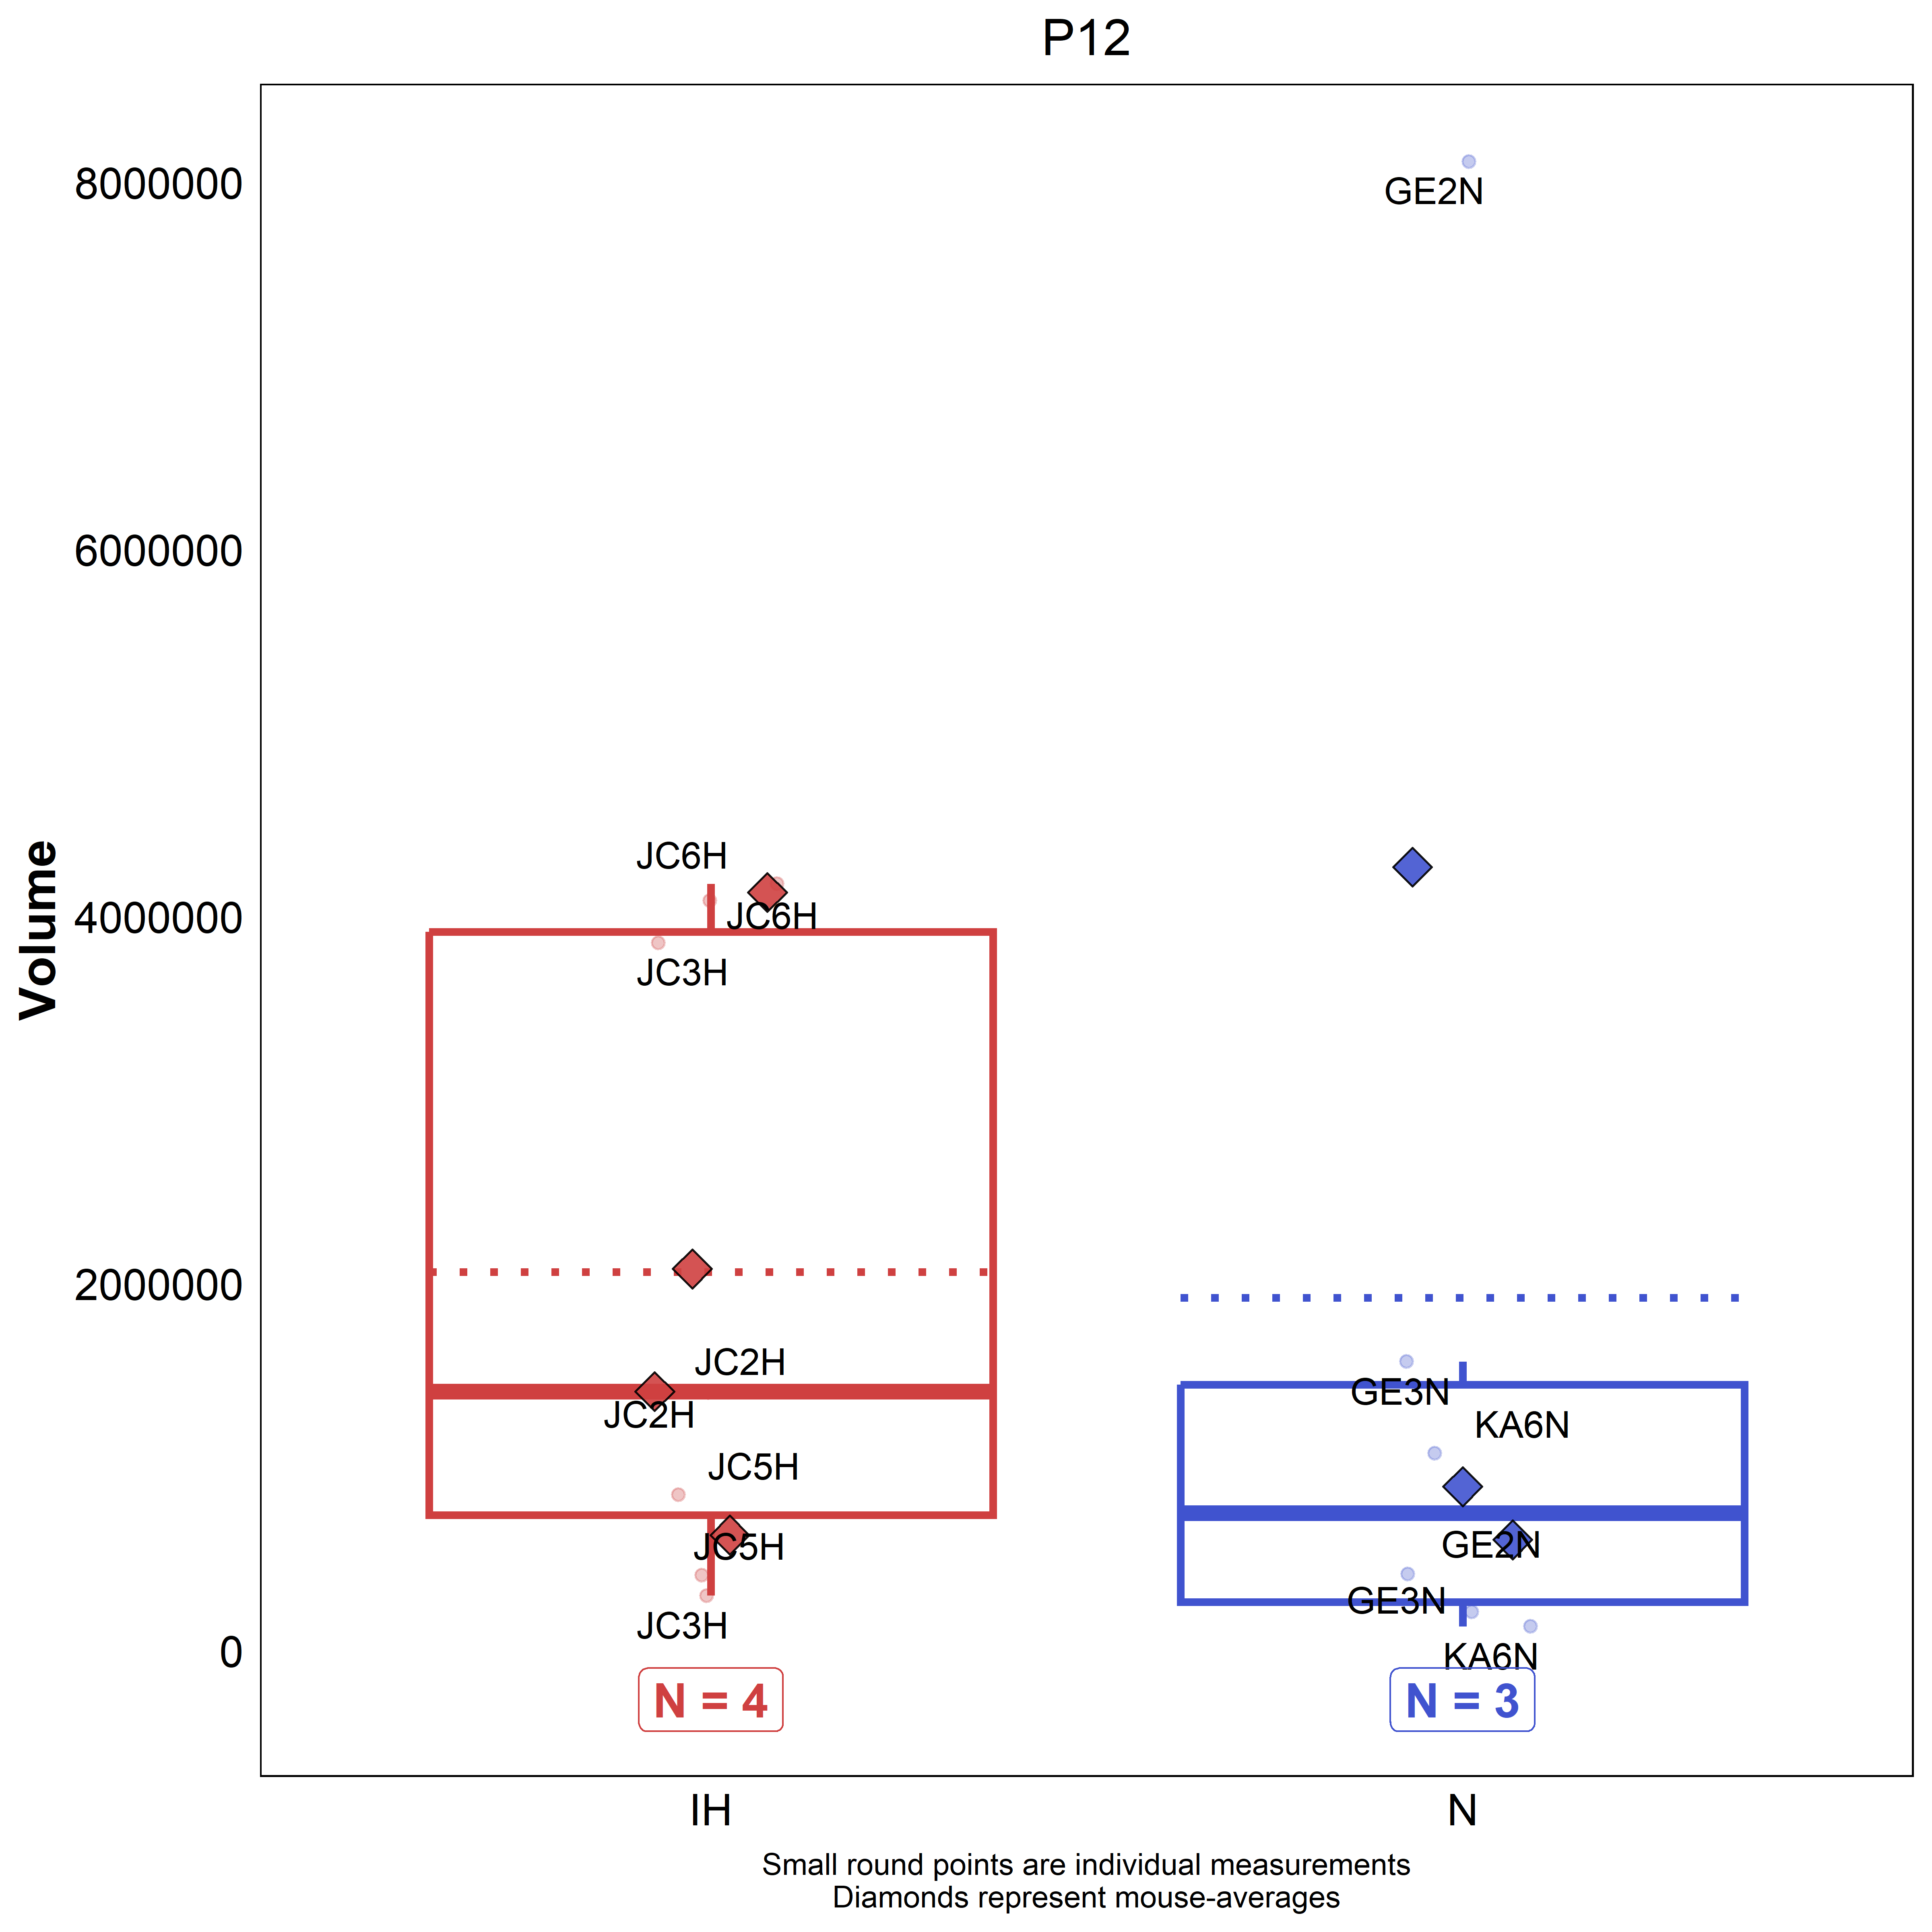 P12
Volume
8000000
6000000
4000000
2000000
0
GE2N
JC6H
JC6H
JC3H
JC2H
JC2H
JC5H
JC5H
JC3H
GE3N
KA6N
GE2N
GE3N
KA6N
N = 4
N = 3
IH
N
Small round points are individual measurements
Diamonds represent mouse-averages